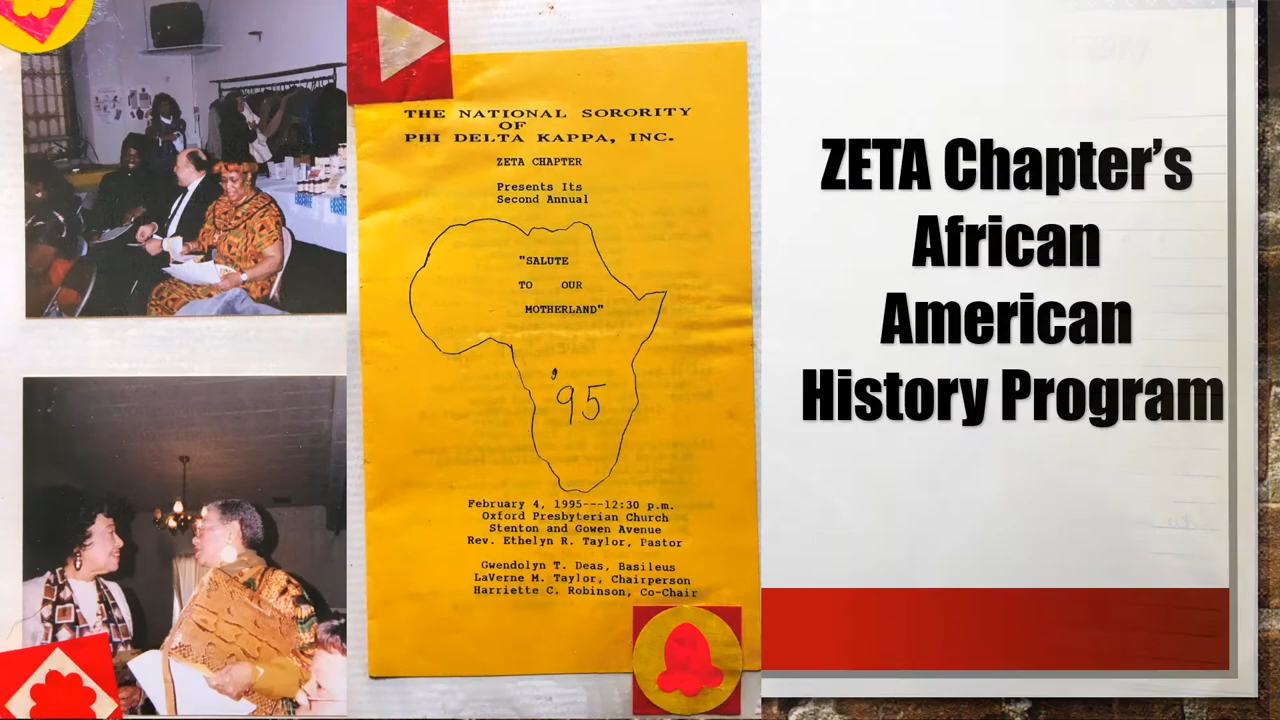 THE NATIONAL SORORITY
OF
PHI DELTA KAPPA, INC.
ZETA CHAPTER
Presents Its
Second Annual
"SALUTE
TO OUR
MOTHERLAND"
'95
February 4, 1995---12:30 p.m.
Oxford Presbyterian Church
Stenton and Gowen Avenue
Rev. Ethelyn R. Taylor, Pastor
Gwendolyn T. Deas, Basileus
LaVerne M. Taylor, Chairperson
Harriette C. Robinson, Co-Chair
ZETA Chapter's
African
American
History Program